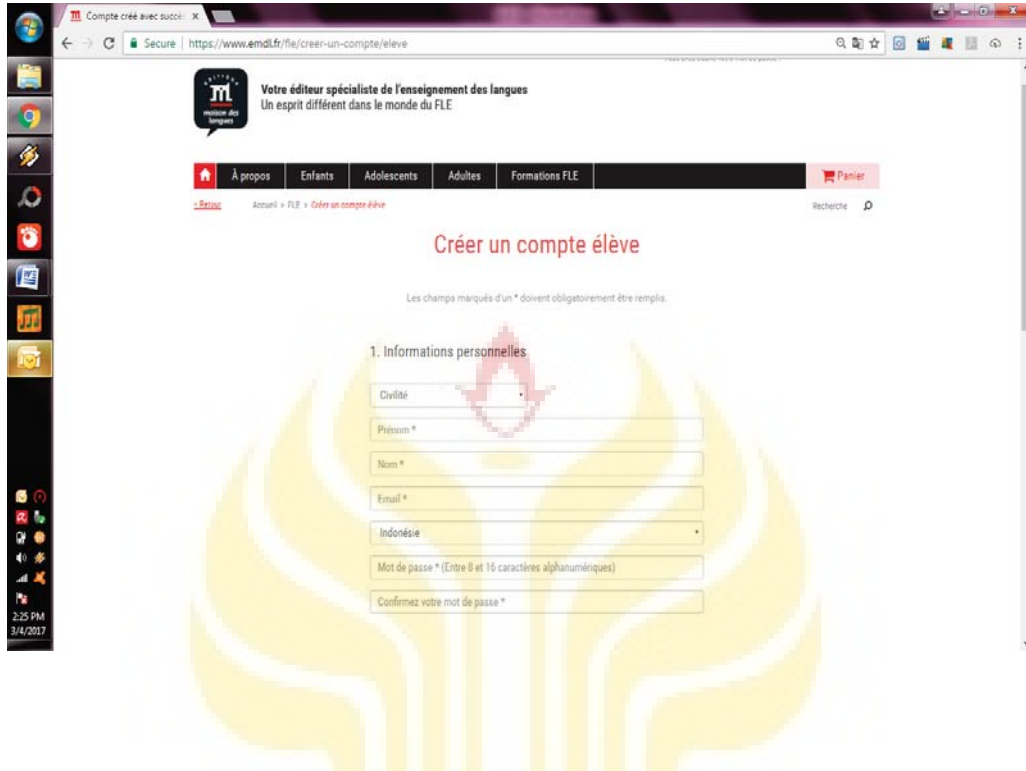 Compte créé avec succè
Secure | https://www.emdl.fr/fle/creer-un-compte/eleve
maison des
langues
Votre éditeur spécialiste de l'enseignement des langues
Un esprit différent dans le monde du FLE
À propos Enfants Adolescents Adultes Formations FLE Panier
< Retour Accueil > FLE > Créer un compte élève Recherche
Créer un compte élève
Les champs marqués d'un * doivent obligatoirement être remplis.
1. Informations personnelles
Civilité
Prénom *
Nom *
Email *
Indonésie
Mot de passe * (Entre 8 et 16 caractères alphanumériques)
Confirmez votre mot de passe *
2:25 PM
3/4/2017